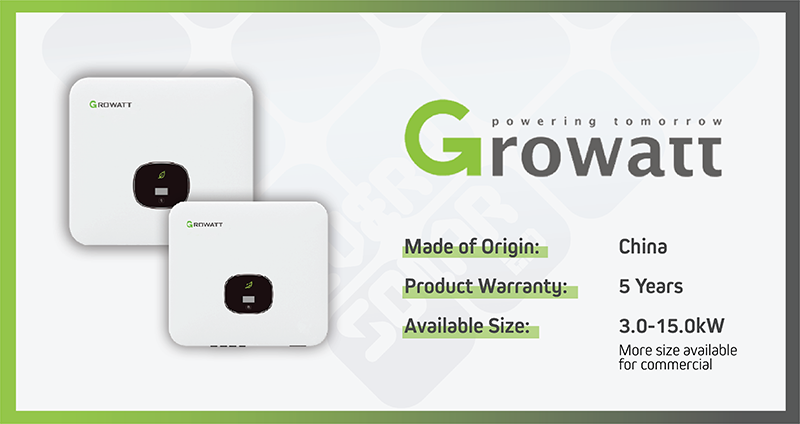 GROWATT
GROWATT
powering tomorrow
Growatt
Made of Origin: China
Product Warranty: 5 Years
Available Size: 3.0-15.0kW
More size available
for commercial